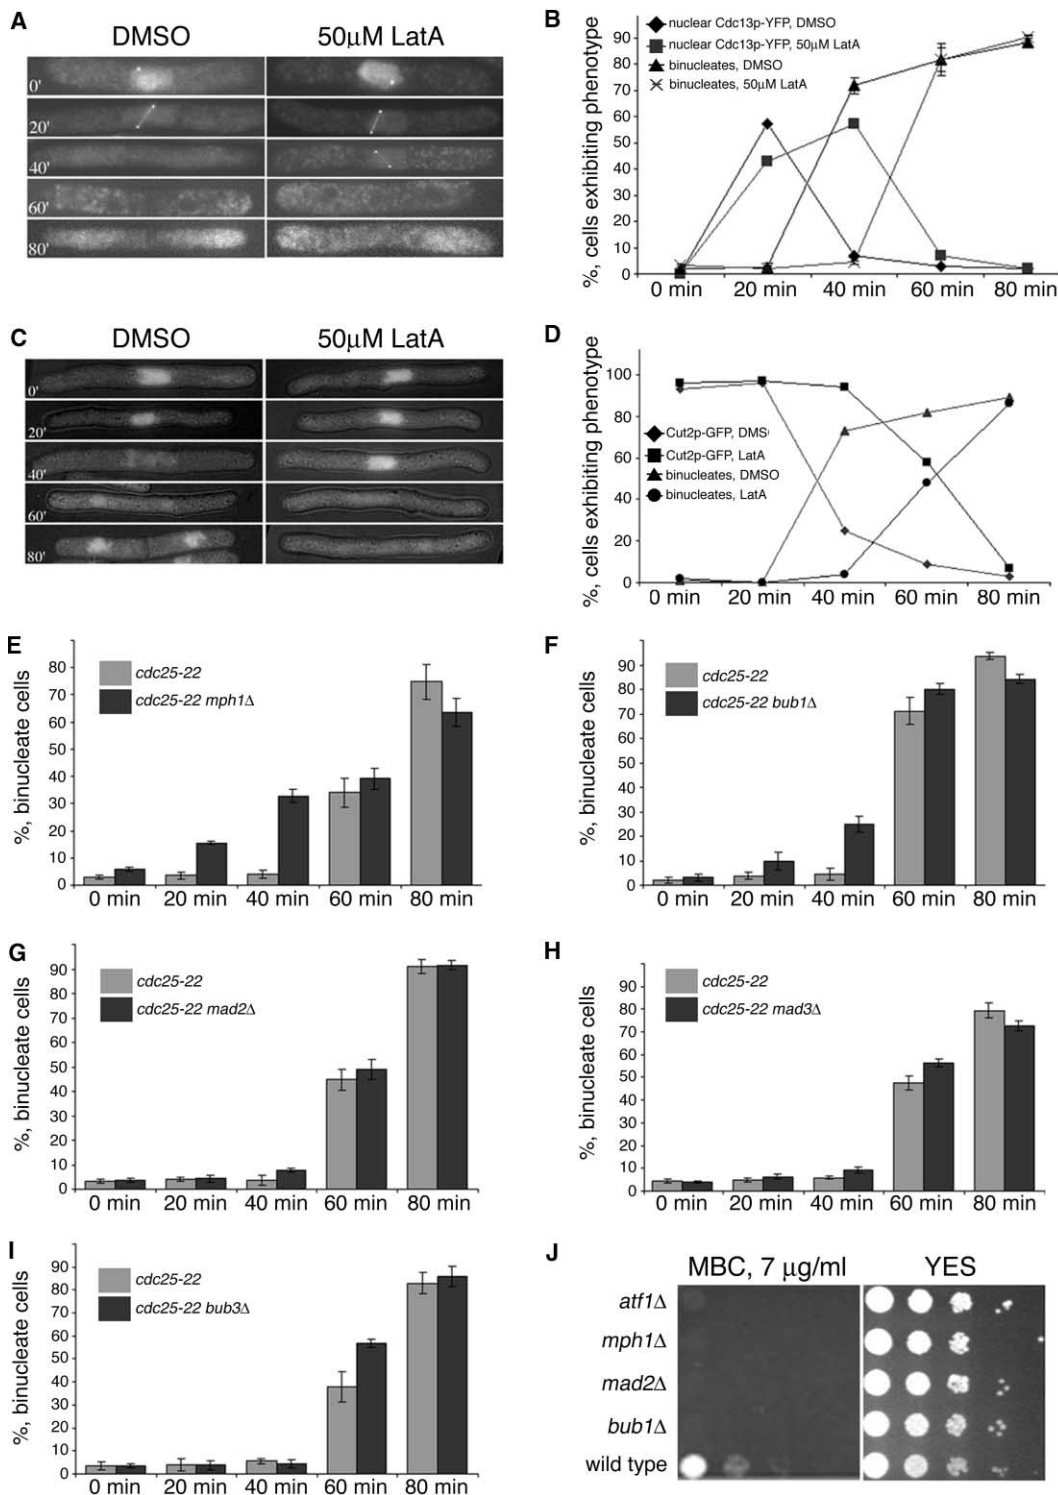 A
DMSO
50μM LatA
0'
20'
40'
60'
80'
B
%, cells exhibiting phenotype
90
80
70
60
50
40
30
20
10
0
nuclear Cdc13p-YFP, DMSO
nuclear Cdc13p-YFP, 50μM LatA
binucleates, DMSO
binucleates, 50μM LatA
0 min 20 min 40 min 60 min 80 min
C
DMSO
50μM LatA
0'
20'
40'
60'
80'
D
%, cells exhibiting phenotype
100
80
60
40
20
0
Cut2p-GFP, DMS
Cut2p-GFP, LatA
binucleates, DMSO
binucleates, LatA
0 min 20 min 40 min 60 min 80 min
E
%, binucleate cells
80
70
60
50
40
30
20
10
0
cdc25-22
cdc25-22 mph1Δ
0 min 20 min 40 min 60 min 80 min
F
%, binucleate cells
90
80
70
60
50
40
30
20
10
0
cdc25-22
cdc25-22 bub1Δ
0 min 20 min 40 min 60 min 80 min
G
%, binucleate cells
90
80
70
60
50
40
30
20
10
0
cdc25-22
cdc25-22 mad2Δ
0 min 20 min 40 min 60 min 80 min
H
%, binucleate cells
90
80
70
60
50
40
30
20
10
0
cdc25-22
cdc25-22 mad3Δ
0 min 20 min 40 min 60 min 80 min
I
%, binucleate cells
90
80
70
60
50
40
30
20
10
0
cdc25-22
cdc25-22 bub3Δ
0 min 20 min 40 min 60 min 80 min
J
MBC, 7 μg/ml
YES
atf1Δ
mph1Δ
mad2Δ
bub1Δ
wild type